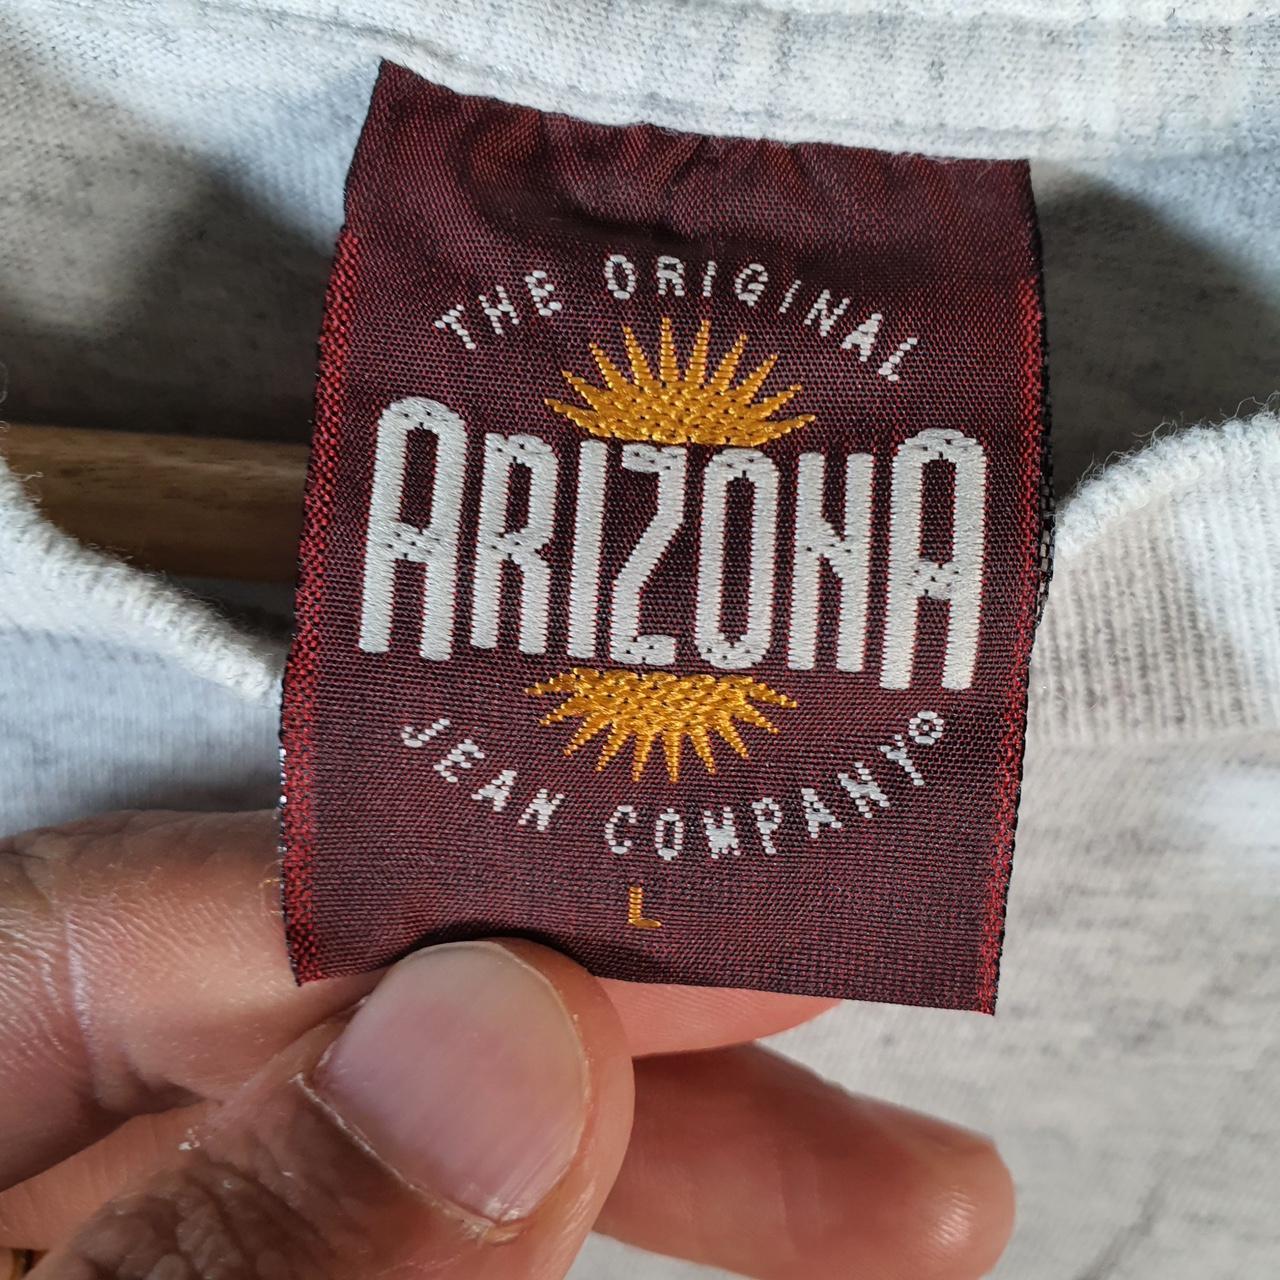 THE ORIGINAL
ARIZONA
JEAN COMPANY®
L